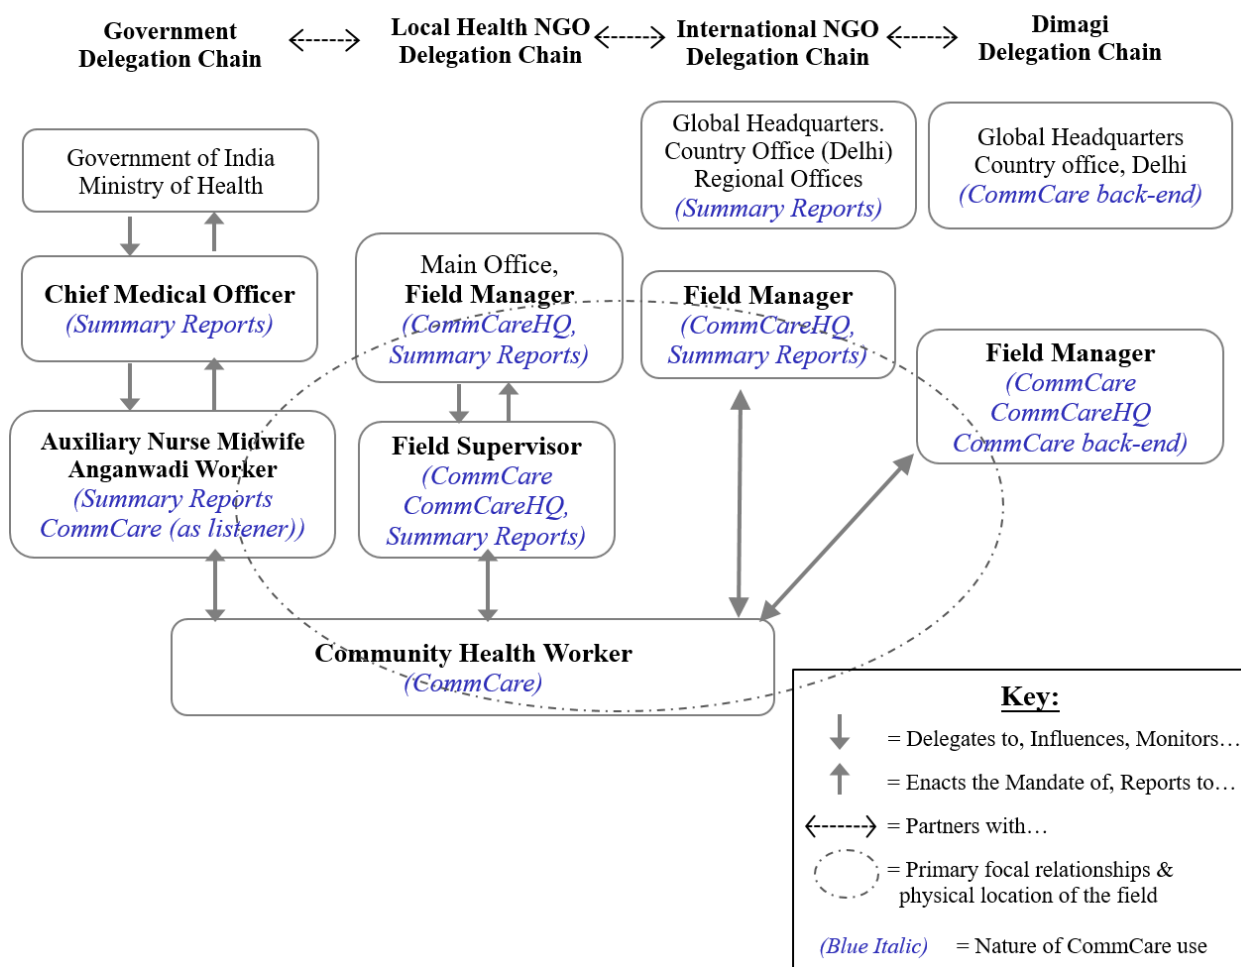 Government
Delegation Chain
Local Health NGO
Delegation Chain
International NGO
Delegation Chain
Dimagi
Delegation Chain
Government of India
Ministry of Health
Chief Medical Officer
(Summary Reports)
Auxiliary Nurse Midwife
Anganwadi Worker
(Summary Reports
CommCare (as listener))
Main Office,
Field Manager
(CommCareHQ,
Summary Reports)
Field Supervisor
(CommCare
CommCareHQ,
Summary Reports)
Global Headquarters.
Country Office (Delhi)
Regional Offices
(Summary Reports)
Field Manager
(CommCareHQ,
Summary Reports)
Global Headquarters
Country office, Delhi
(CommCare back-end)
Field Manager
(CommCare
CommCareHQ
CommCare back-end)
Community Health Worker
(CommCare)
Key:
= Delegates to, Influences, Monitors…
= Enacts the Mandate of, Reports to…
= Partners with…
= Primary focal relationships &
physical location of the field
(Blue Italic) = Nature of CommCare use